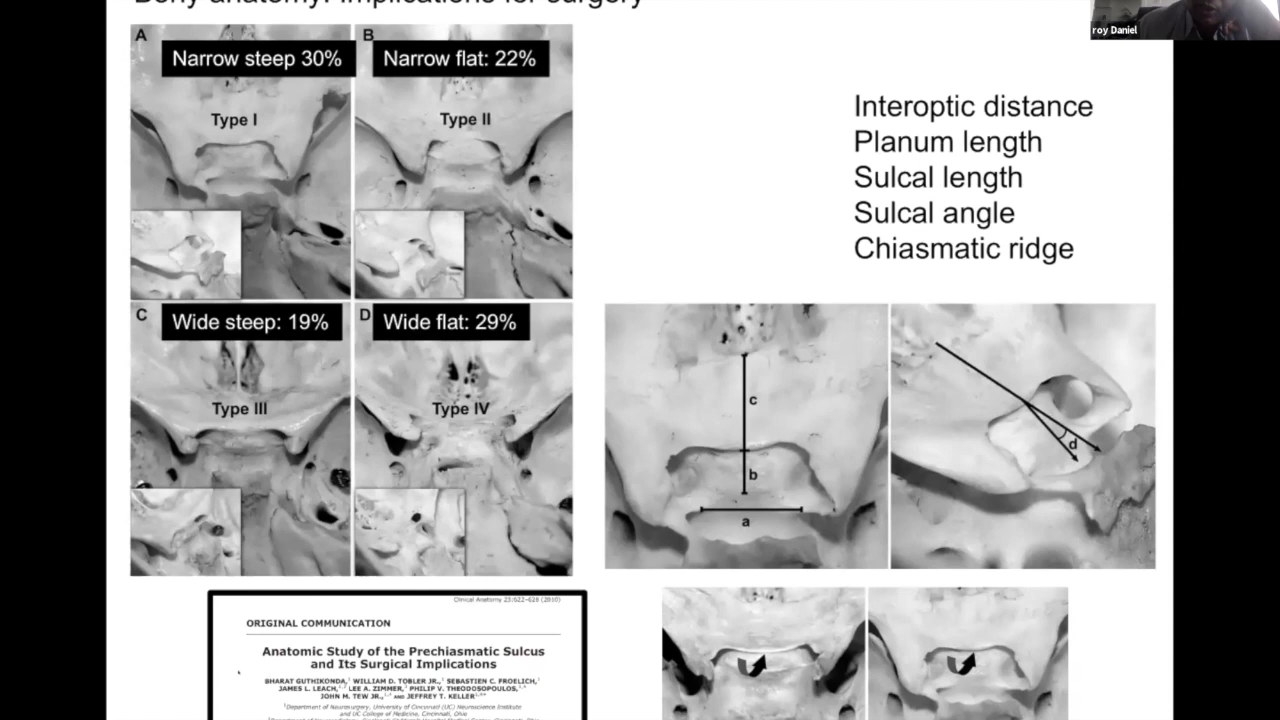 Bony anatomy: Implications for surgery
roy Daniel
A
Narrow steep 30%
B
Narrow flat: 22%
Type I
Type II
C
Wide steep: 19%
D
Wide flat: 29%
Type III
Type IV
Interoptic distance
Planum length
Sulcal length
Sulcal angle
Chiasmatic ridge
c
b
a
d
Clinical Anatomy 23:622–628 (2010)
ORIGINAL COMMUNICATION
Anatomic Study of the Prechiasmatic Sulcus
and Its Surgical Implications
BHARAT GUTHIKONDA, WILLIAM D. TOBLER JR., SEBASTIEN C. FROELICH,
JAMES L. LEACH, LEE A. ZIMMER, PHILIP V. THEODOSOPOULOS,
JOHN M. TEW JR., AND JEFFREY T. KELLER
Department of Neurosurgery, University of Cincinnati (UC) Neuroscience Institute
and UC College of Medicine, Cincinnati, Ohio